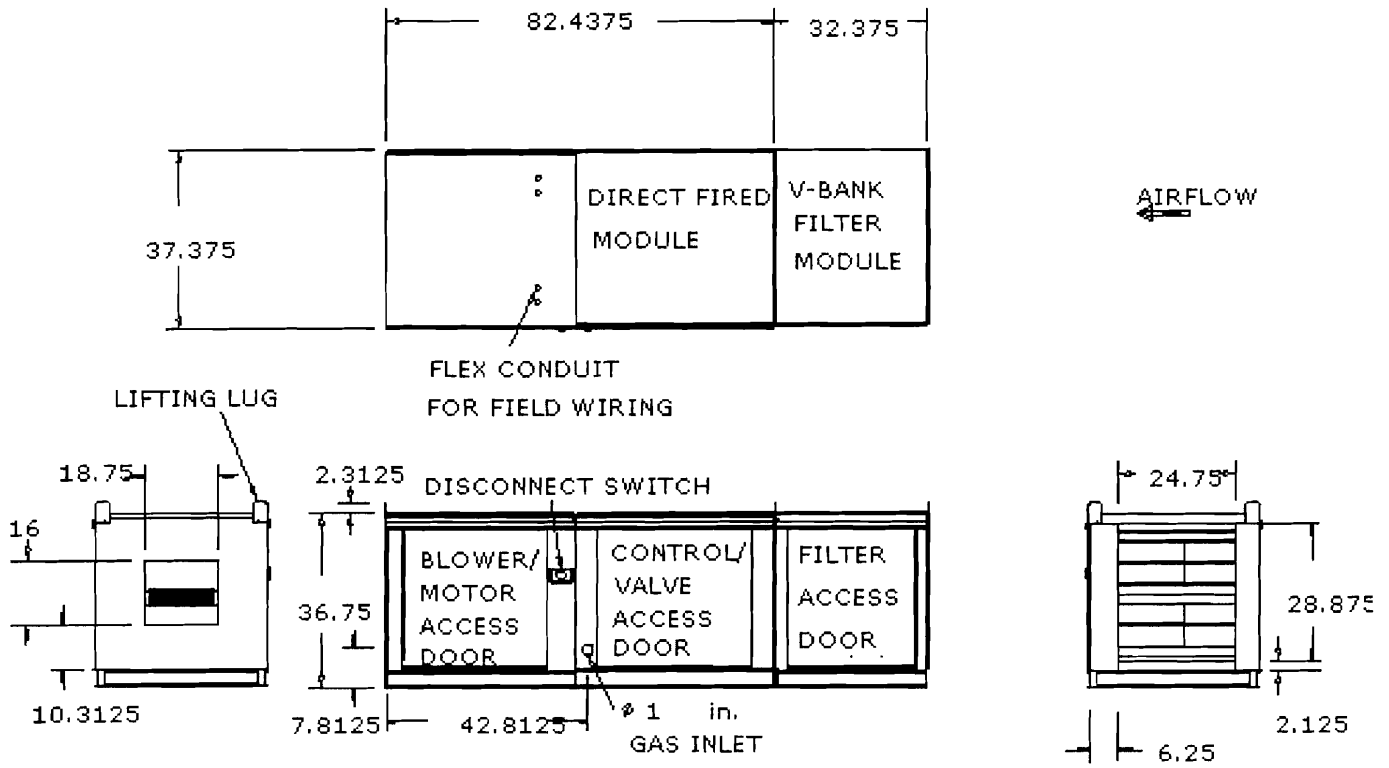 82.4375
32.375
DIRECT FIRED
MODULE
V-BANK
FILTER
MODULE
AIRFLOW
37.375
FLEX CONDUIT
FOR FIELD WIRING
LIFTING LUG
18.75
2.3125
DISCONNECT SWITCH
24.75
16
BLOWER/
MOTOR
ACCESS
DOOR
CONTROL/
VALVE
ACCESS
DOOR
FILTER
ACCESS
DOOR
36.75
28.875
10.3125
7.8125
42.8125
ø 1 in.
GAS INLET
2.125
6.25